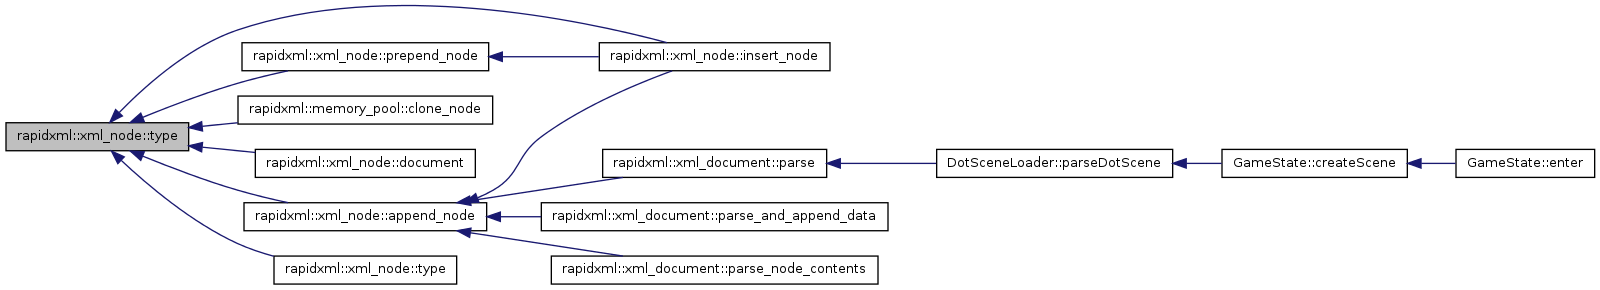 rapidxml::xml_node::type
rapidxml::xml_node::prepend_node
rapidxml::xml_node::insert_node
rapidxml::memory_pool::clone_node
rapidxml::xml_node::document
rapidxml::xml_document::parse
DotSceneLoader::parseDotScene
GameState::createScene
GameState::enter
rapidxml::xml_node::append_node
rapidxml::xml_document::parse_and_append_data
rapidxml::xml_node::type
rapidxml::xml_document::parse_node_contents